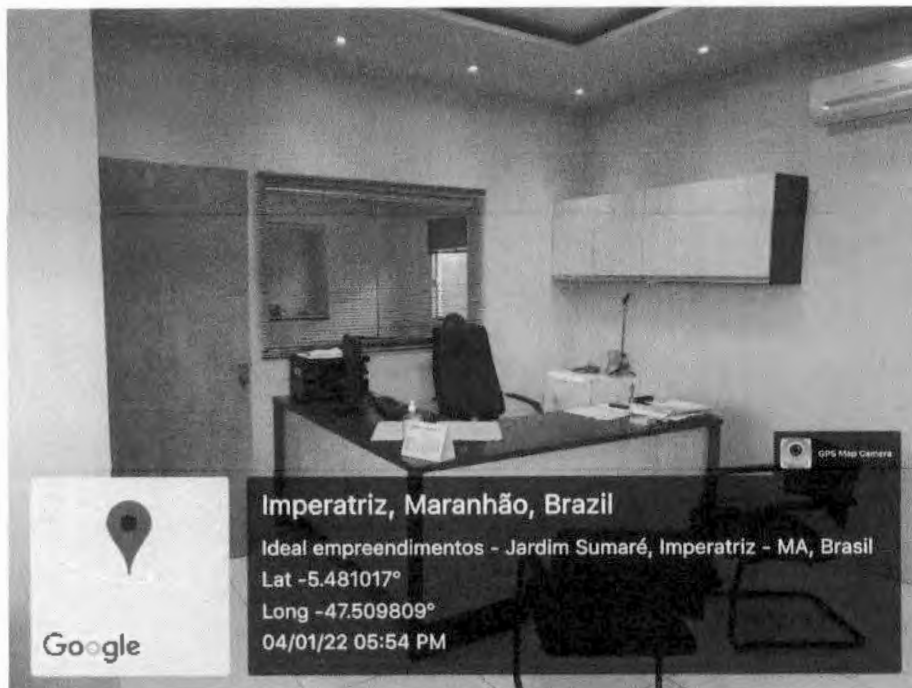 GPS Map Camera
Imperatriz, Maranhão, Brazil
Ideal empreendimentos - Jardim Sumaré, Imperatriz - MA, Brasil
Lat -5.481017°
Long -47.509809°
04/01/22 05:54 PM
Google